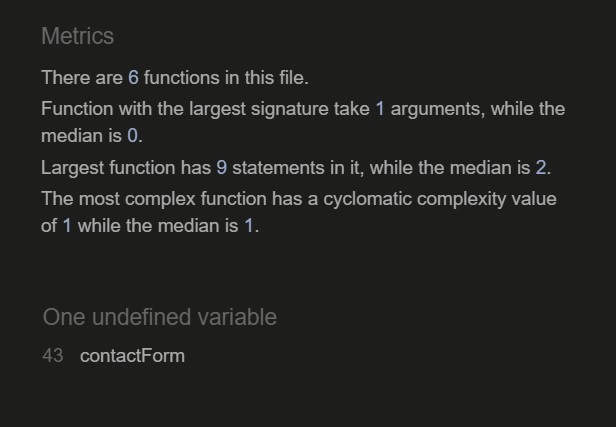 Metrics
There are 6 functions in this file.
Function with the largest signature take 1 arguments, while the
median is 0.
Largest function has 9 statements in it, while the median is 2.
The most complex function has a cyclomatic complexity value
of 1 while the median is 1.
One undefined variable
43 contactForm